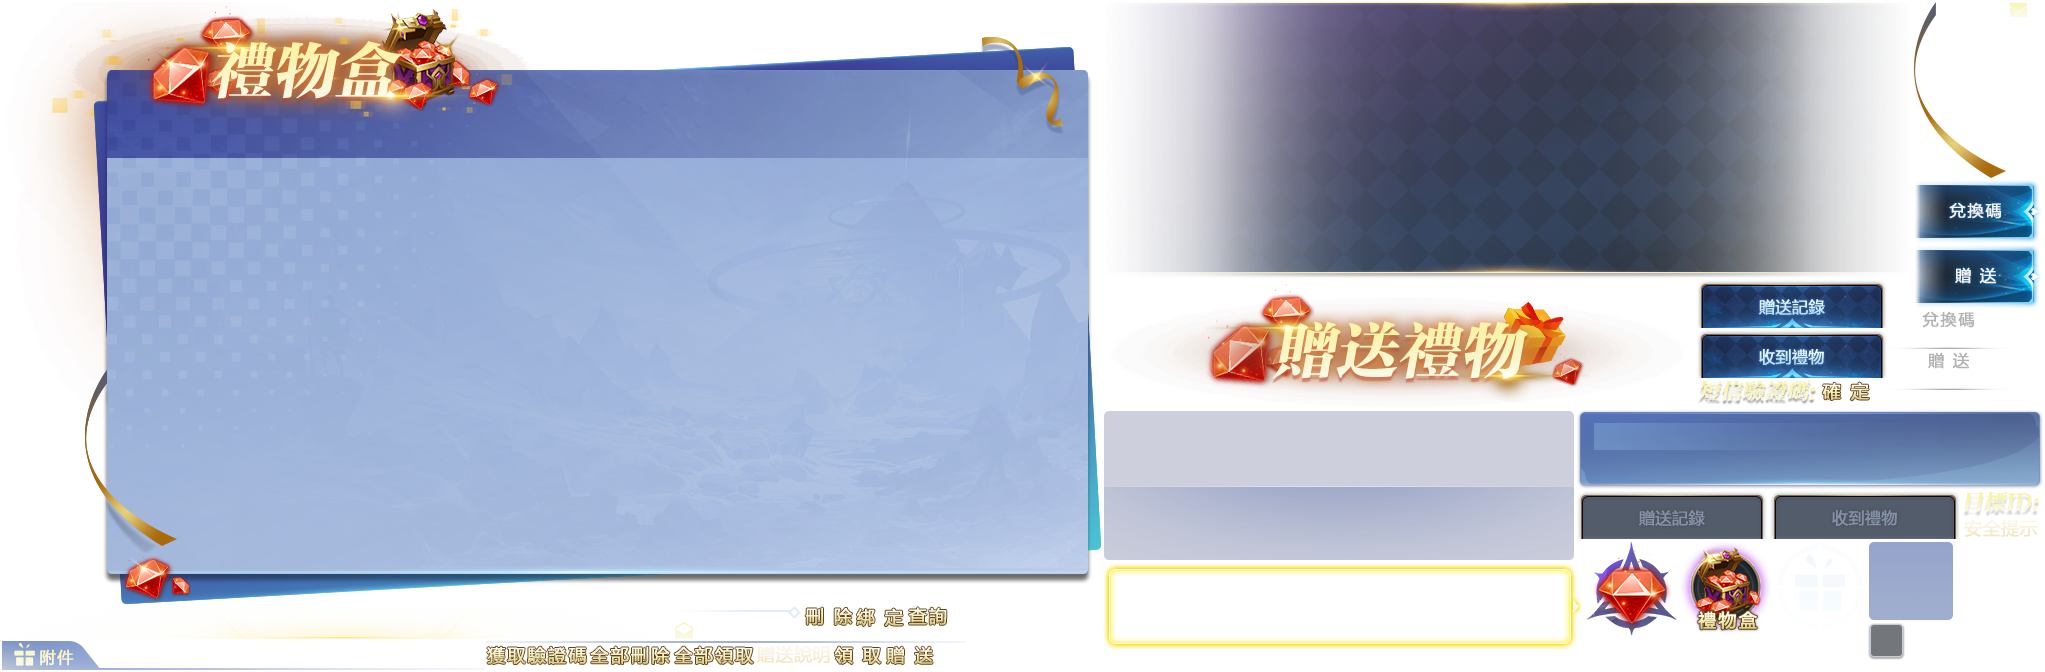 禮物盒
兌換碼
贈 送
兌換碼
贈 送
贈送記錄
收到禮物
贈送禮物
短信驗證碼:
確 定
贈送記錄
收到禮物
目標ID:
安全提示
禮物盒
刪 除
綁 定
查詢
附件
獲取驗證碼
全部刪除
全部領取
贈送說明
領 取
贈 送